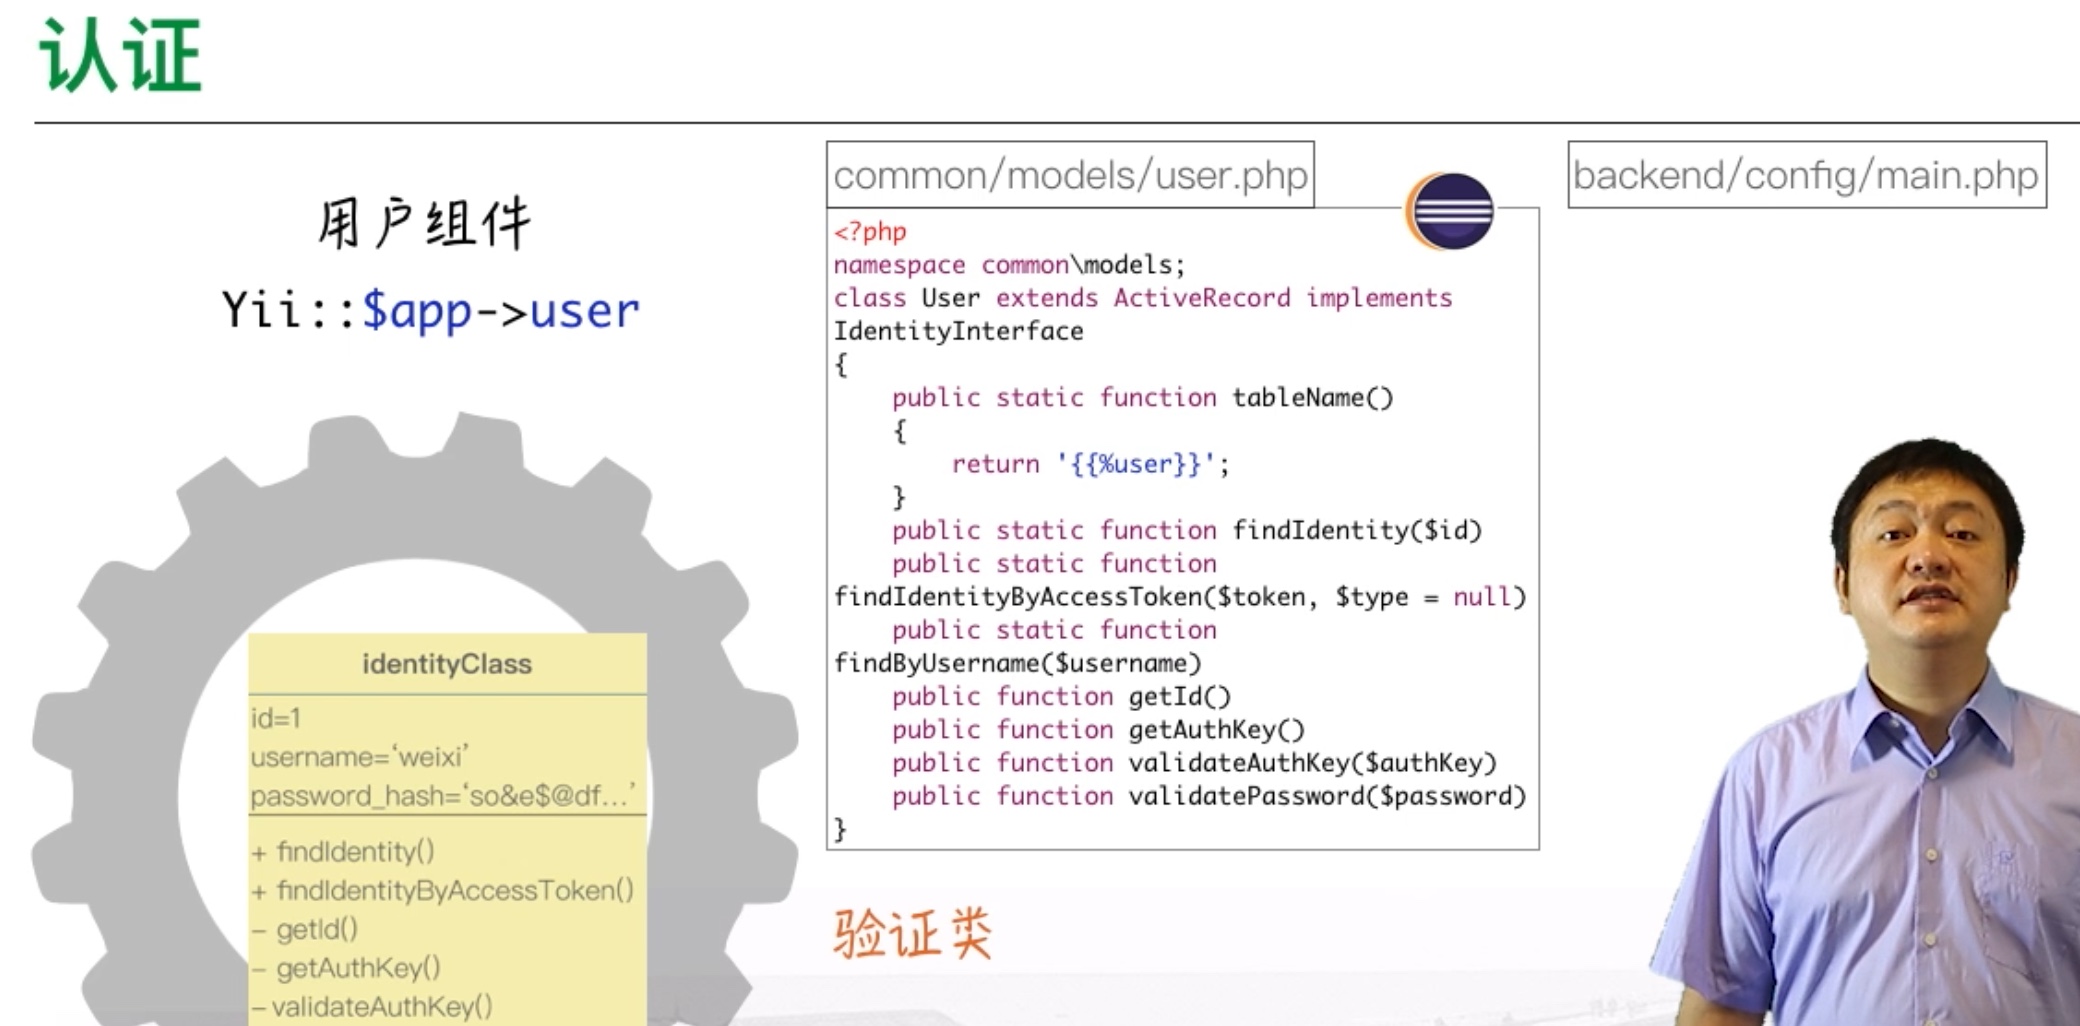 认证
用户组件
Yii::$app->user
identityClass
id=1
username=‘weixi’
password_hash=‘so&e$@df...’
+ findIdentity()
+ findIdentityByAccessToken()
– getId()
– getAuthKey()
– validateAuthKey()
common/models/user.php
<?php
namespace common\models;
class User extends ActiveRecord implements
IdentityInterface
{
    public static function tableName()
    {
        return '{{%user}}';
    }
    public static function findIdentity($id)
    public static function
findIdentityByAccessToken($token, $type = null)
    public static function
findByUsername($username)
    public function getId()
    public function getAuthKey()
    public function validateAuthKey($authKey)
    public function validatePassword($password)
}
验证类
backend/config/main.php